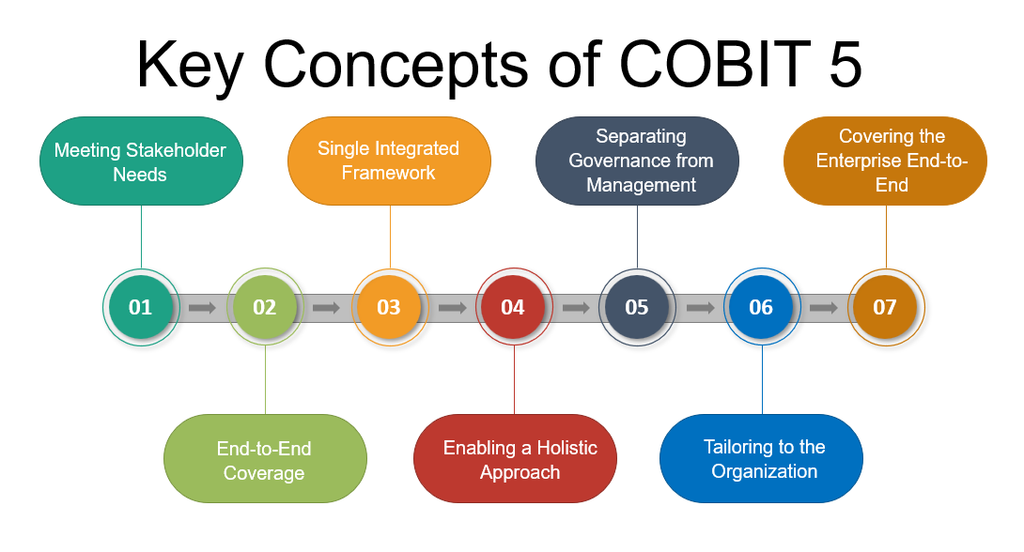 Key Concepts of COBIT 5
Meeting Stakeholder
Needs
Single Integrated
Framework
Separating
Governance from
Management
Covering the
Enterprise End-to-
End
01
02
03
04
05
06
07
End-to-End
Coverage
Enabling a Holistic
Approach
Tailoring to the
Organization